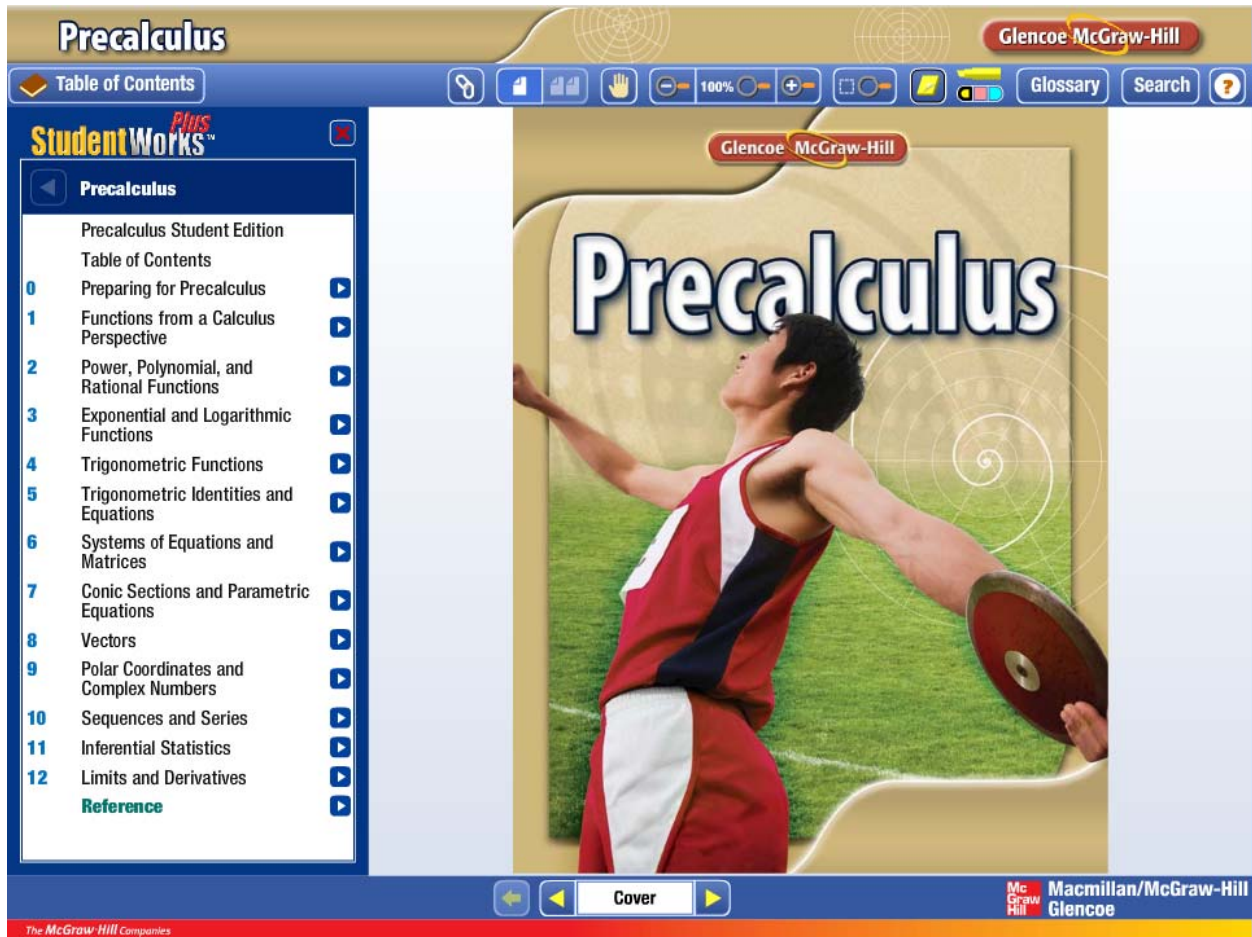 Precalculus
Glencoe McGraw-Hill
Table of Contents
100%
Glossary
Search
?
StudentWorks Plus™
Precalculus
Precalculus Student Edition
Table of Contents
0 Preparing for Precalculus
1 Functions from a Calculus
Perspective
2 Power, Polynomial, and
Rational Functions
3 Exponential and Logarithmic
Functions
4 Trigonometric Functions
5 Trigonometric Identities and
Equations
6 Systems of Equations and
Matrices
7 Conic Sections and Parametric
Equations
8 Vectors
9 Polar Coordinates and
Complex Numbers
10 Sequences and Series
11 Inferential Statistics
12 Limits and Derivatives
Reference
Glencoe McGraw-Hill
Precalculus
Cover
Mc
Graw
Hill
Macmillan/McGraw-Hill
Glencoe
The McGraw-Hill Companies